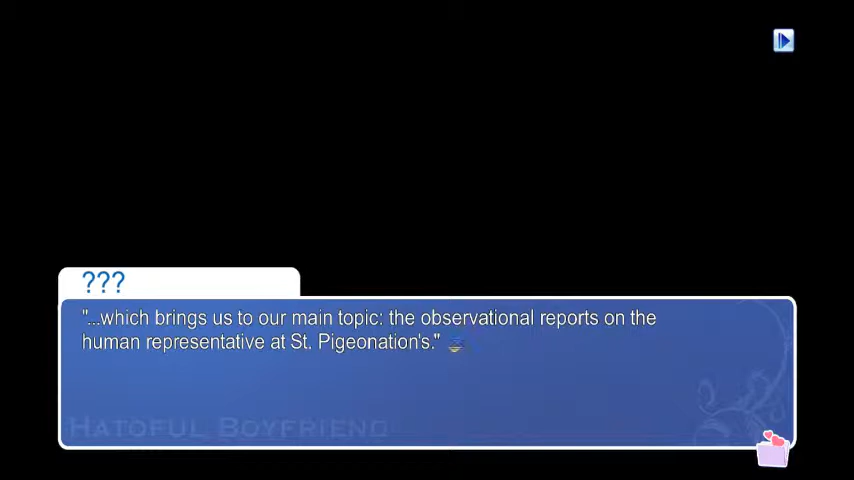 ???
"...which brings us to our main topic: the observational reports on the
human representative at St. Pigeonation's."
HATOFUL BOYFRIEND